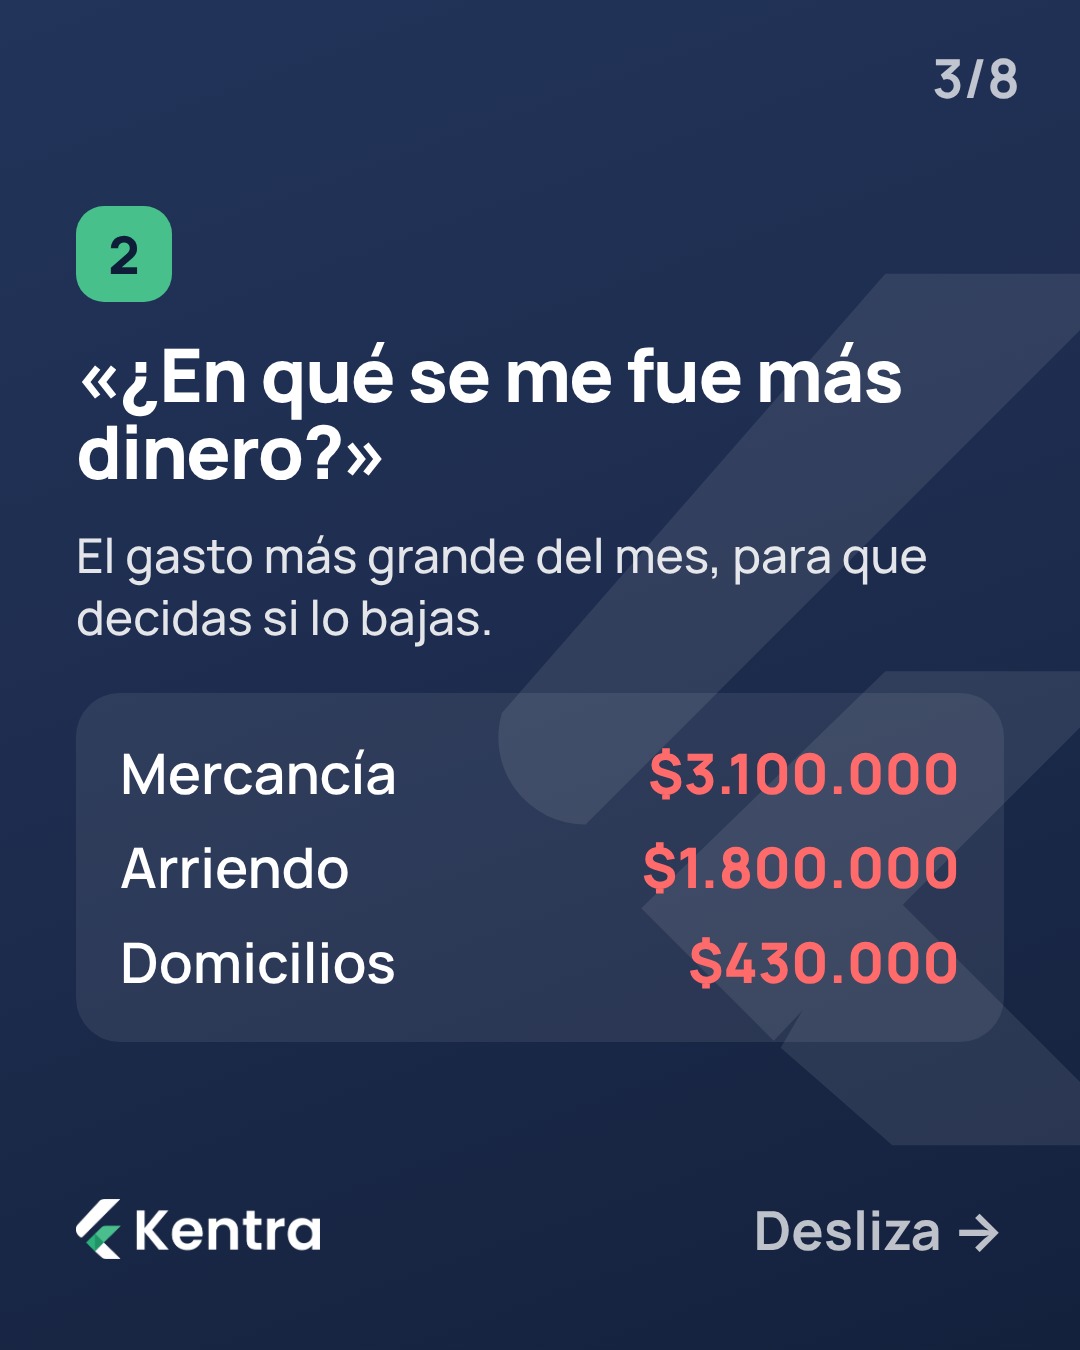 3/8
2
«¿En qué se me fue más
dinero?»
El gasto más grande del mes, para que
decidas si lo bajas.
Mercancía $3.100.000
Arriendo $1.800.000
Domicilios $430.000
Kentra Desliza →